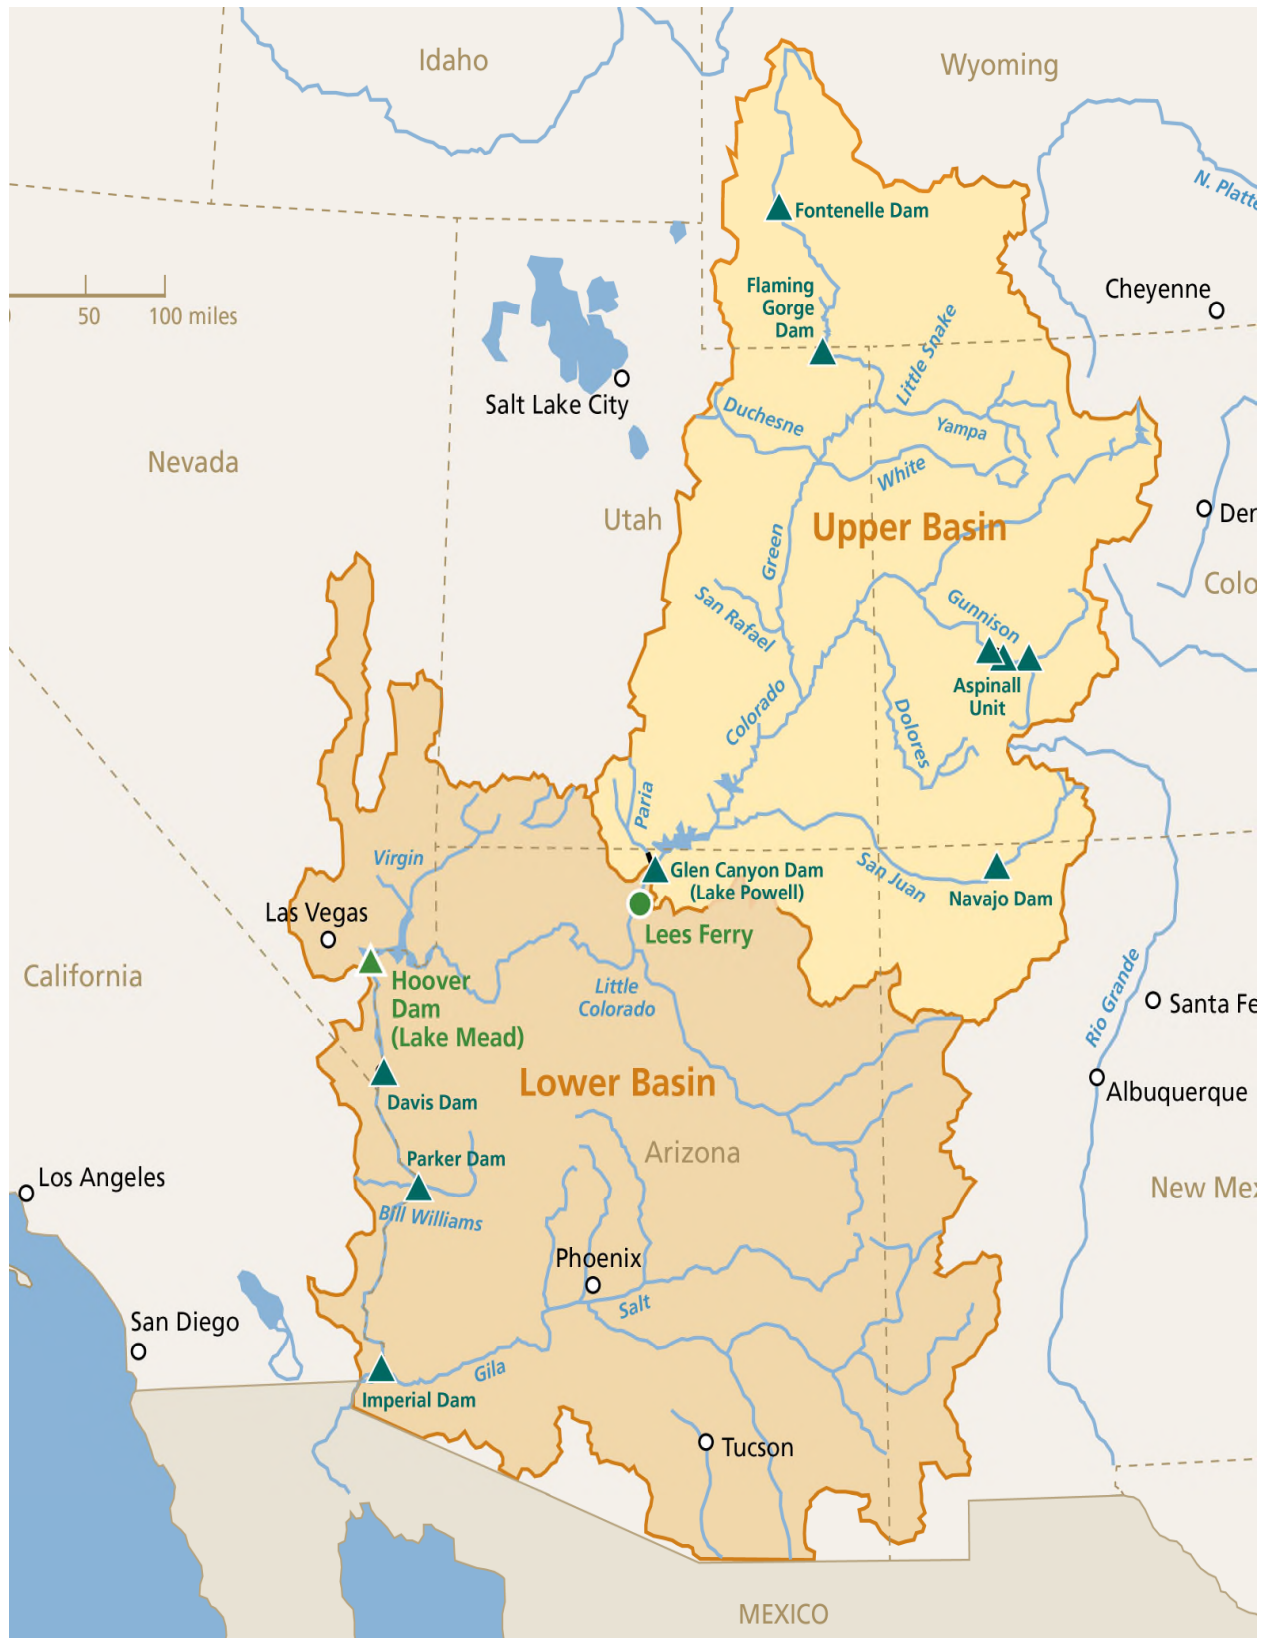 Idaho
Wyoming
N. Platte
Fontenelle Dam
Flaming
Gorge
Dam
Cheyenne
50
100 miles
Little Snake
Salt Lake City
Duchesne
Yampa
Nevada
White
Utah
Upper Basin
Der
Green
Colo
San Rafael
Gunnison
Aspinall
Unit
Colorado
Dolores
Paria
Virgin
Glen Canyon Dam
(Lake Powell)
San Juan
Navajo Dam
Las Vegas
Lees Ferry
California
Hoover
Dam
(Lake Mead)
Little
Colorado
Rio Grande
Santa Fe
Lower Basin
Davis Dam
Albuquerque
Arizona
Parker Dam
Los Angeles
New Mex
Bill Williams
Phoenix
Salt
San Diego
Gila
Imperial Dam
Tucson
MEXICO